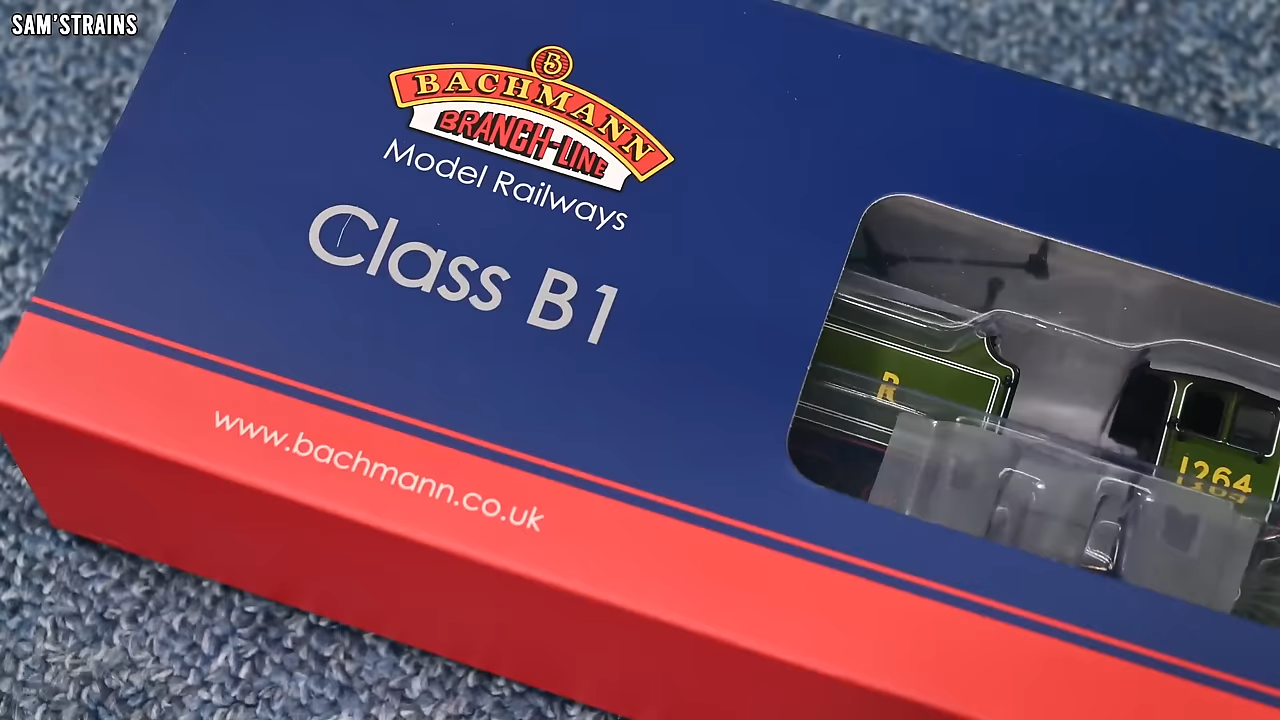 SAM'STRAINS
B
BACHMANN
BRANCH-LINE
Model Railways
Class B1
www.bachmann.co.uk
R
1264